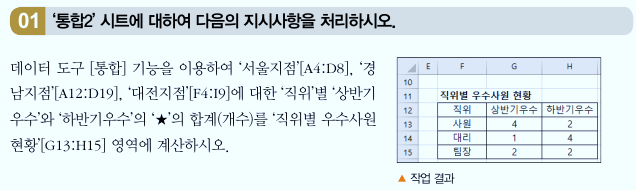 01 '통합2' 시트에 대하여 다음의 지시사항을 처리하시오.
데이터 도구 [통합] 기능을 이용하여 '서울지점'[A4:D8], '경
남지점'[A12:D19], '대전지점'[F4:I9]에 대한 '직위'별 '상반기
우수'와 '하반기우수'의 '★'의 합계(개수)를 '직위별 우수사원
현황'[G13:H15] 영역에 계산하시오.
E F G H
10
11 직위별 우수사원 현황
12 직위 상반기우수 하반기우수
13 사원 4 2
14 대리 1 4
15 팀장 2 2
▲ 작업 결과